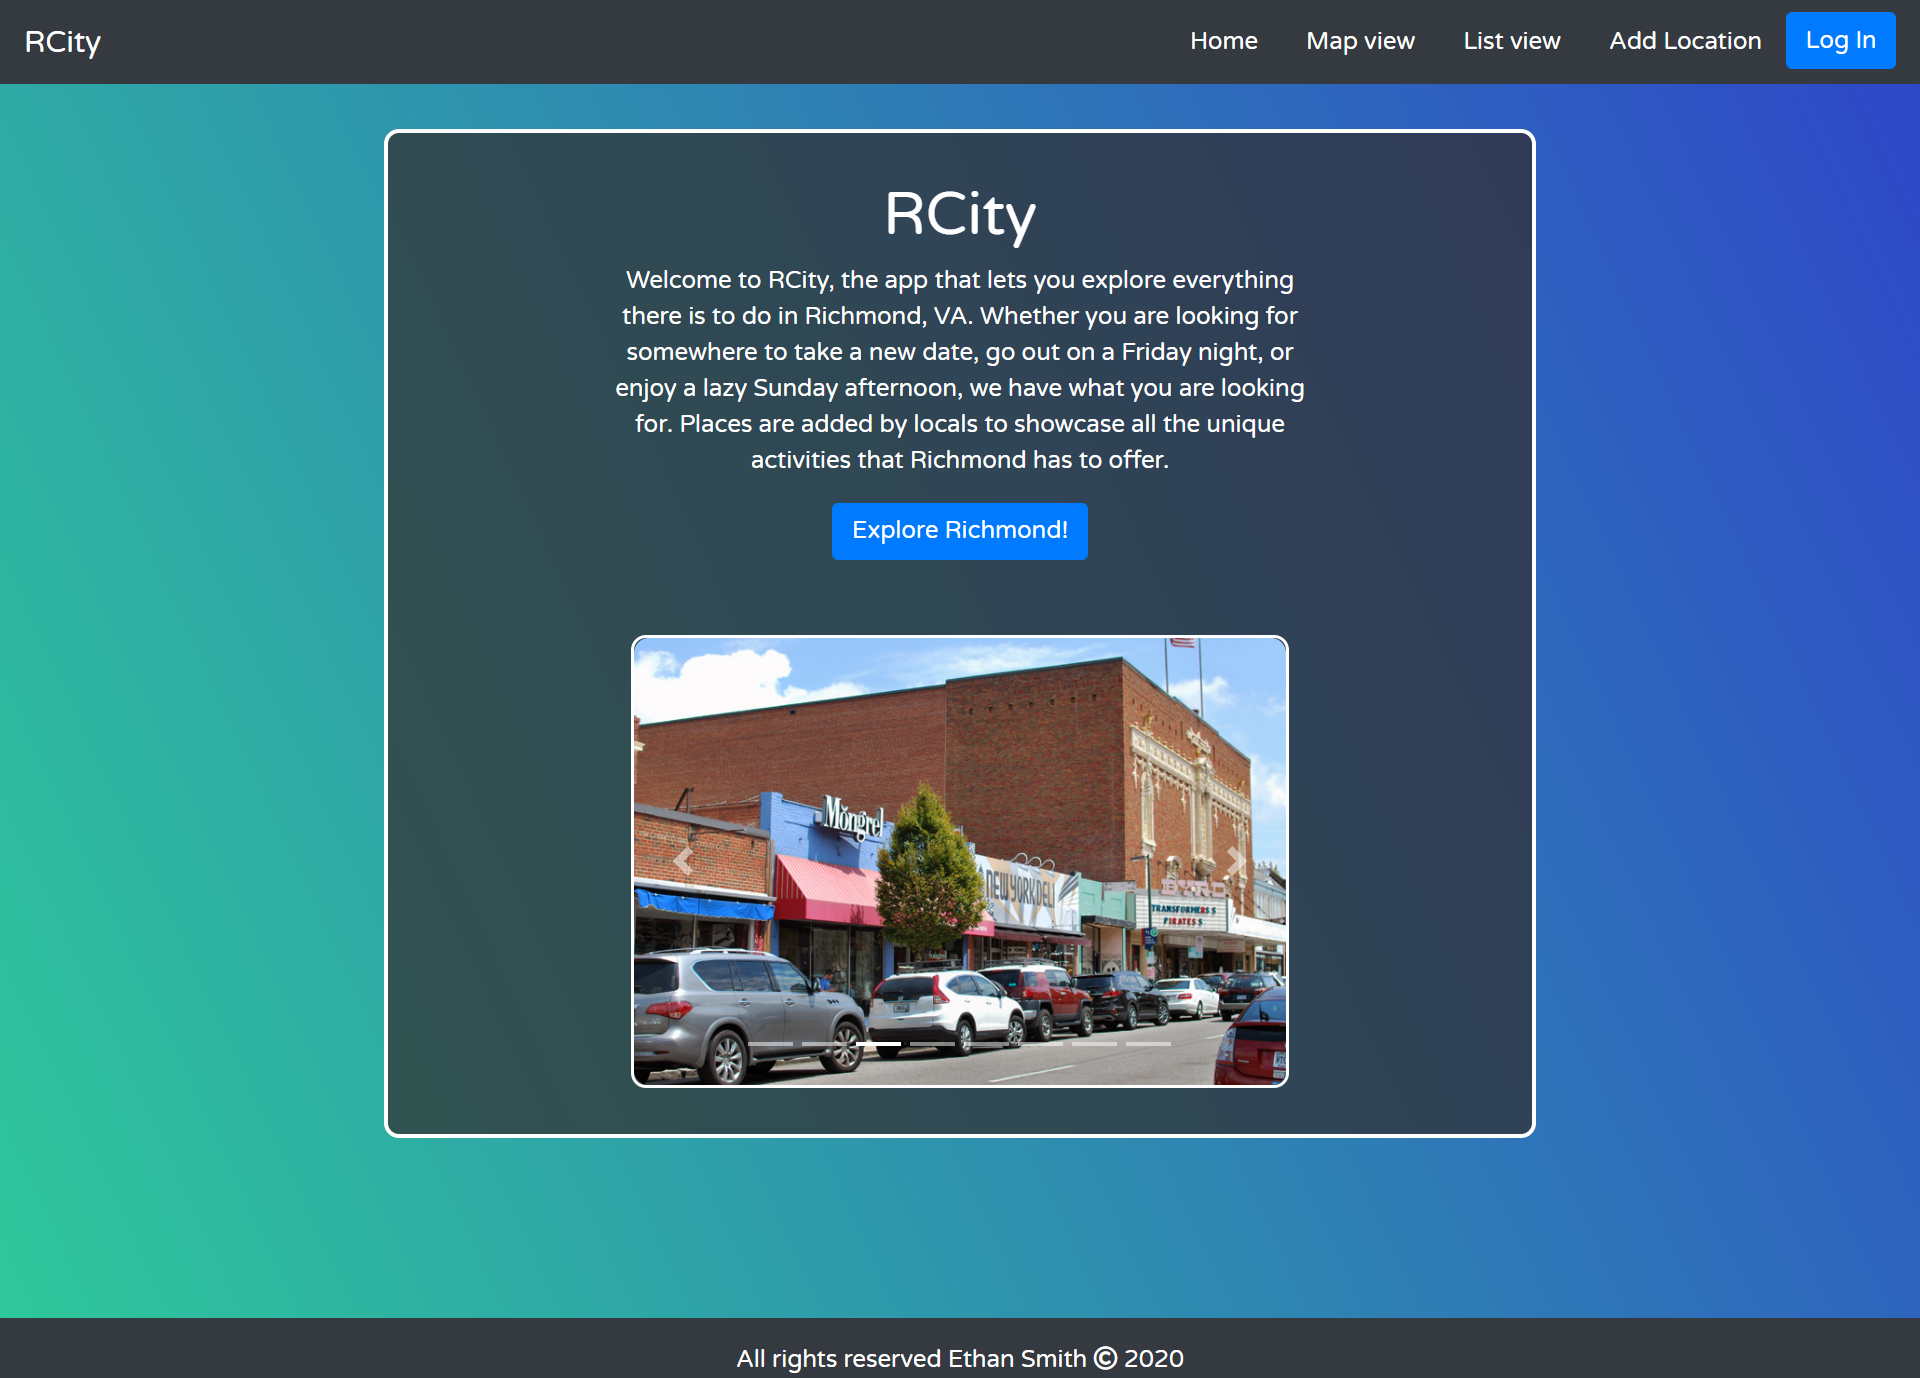 RCity
Home
Map view
List view
Add Location
Log In
RCity
Welcome to RCity, the app that lets you explore everything
there is to do in Richmond, VA. Whether you are looking for
somewhere to take a new date, go out on a Friday night, or
enjoy a lazy Sunday afternoon, we have what you are looking
for. Places are added by locals to showcase all the unique
activities that Richmond has to offer.
Explore Richmond!
Möngrel
NEW YORK DELI
BYRD
TRANSFORMERS 5
PIRATES 5
All rights reserved Ethan Smith © 2020